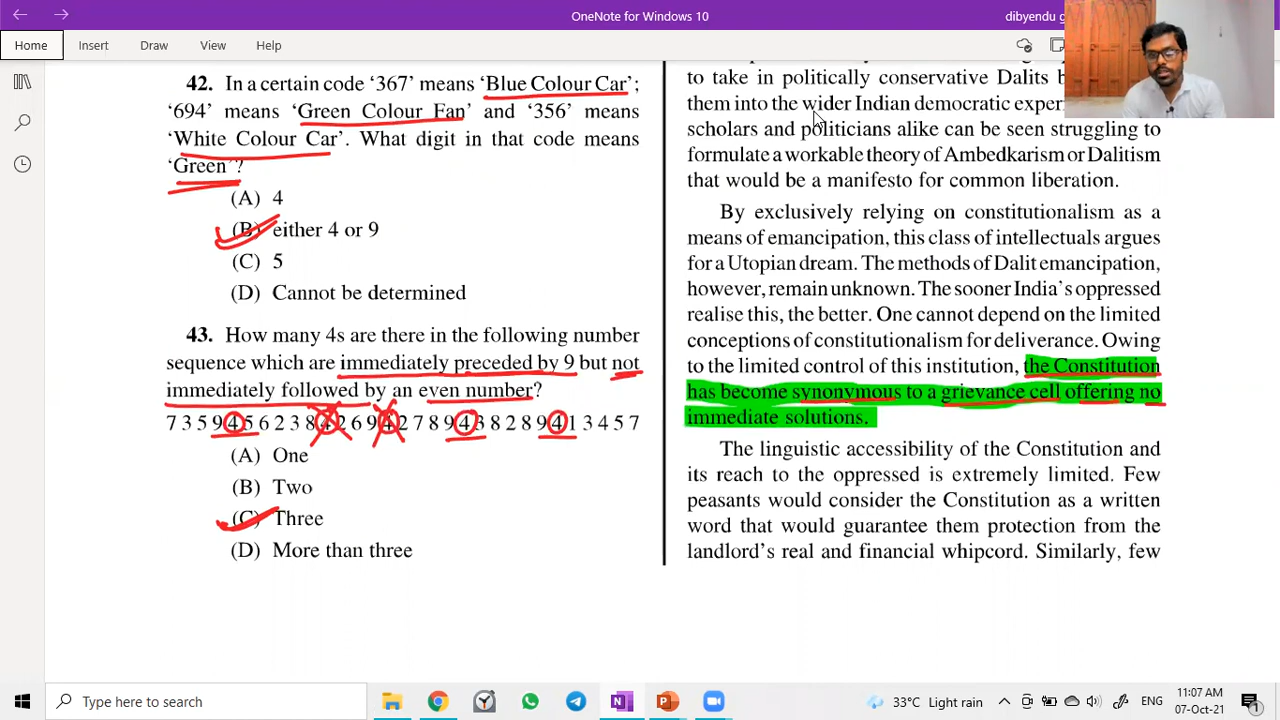 OneNote for Windows 10
dibyendu g
Home Insert Draw View Help
42. In a certain code ‘367’ means ‘Blue Colour Car’;
‘694’ means ‘Green Colour Fan’ and ‘356’ means
‘White Colour Car’. What digit in that code means
‘Green’?
(A) 4
(B) either 4 or 9
(C) 5
(D) Cannot be determined
43. How many 4s are there in the following number
sequence which are immediately preceded by 9 but not
immediately followed by an even number?
7 3 5 9 4 5 6 2 3 8 4 2 6 9 4 2 7 8 9 4 3 8 2 8 9 4 1 3 4 5 7
(A) One
(B) Two
(C) Three
(D) More than three
to take in politically conservative Dalits b
them into the wider Indian democratic exper
scholars and politicians alike can be seen struggling to
formulate a workable theory of Ambedkarism or Dalitism
that would be a manifesto for common liberation.
By exclusively relying on constitutionalism as a
means of emancipation, this class of intellectuals argues
for a Utopian dream. The methods of Dalit emancipation,
however, remain unknown. The sooner India’s oppressed
realise this, the better. One cannot depend on the limited
conceptions of constitutionalism for deliverance. Owing
to the limited control of this institution, the Constitution
has become synonymous to a grievance cell offering no
immediate solutions.
The linguistic accessibility of the Constitution and
its reach to the oppressed is extremely limited. Few
peasants would consider the Constitution as a written
word that would guarantee them protection from the
landlord’s real and financial whipcord. Similarly, few
Type here to search
33°C Light rain
ENG
11:07 AM
07-Oct-21